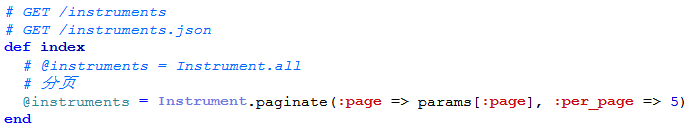 # GET /instruments
# GET /instruments.json
def index
# @instruments = Instrument.all
# 分页
@instruments = Instrument.paginate(:page => params[:page], :per_page => 5)
end